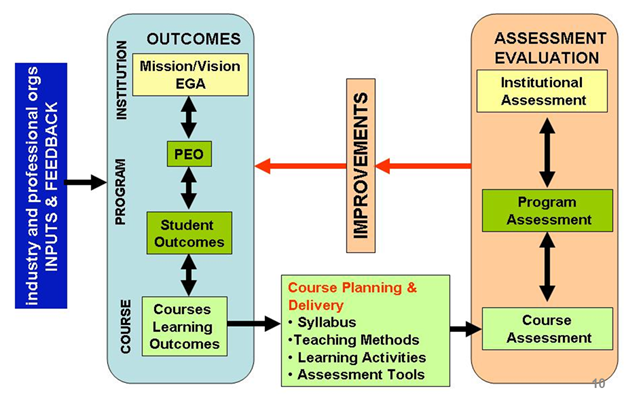 industry and professional orgs
INPUTS & FEEDBACK
OUTCOMES
INSTITUTION
Mission/Vision
EGA
PROGRAM
PEO
Student
Outcomes
COURSE
Courses
Learning
Outcomes
Course Planning &
Delivery
• Syllabus
•Teaching Methods
• Learning Activities
• Assessment Tools
IMPROVEMENTS
ASSESSMENT
EVALUATION
Institutional
Assessment
Program
Assessment
Course
Assessment
10